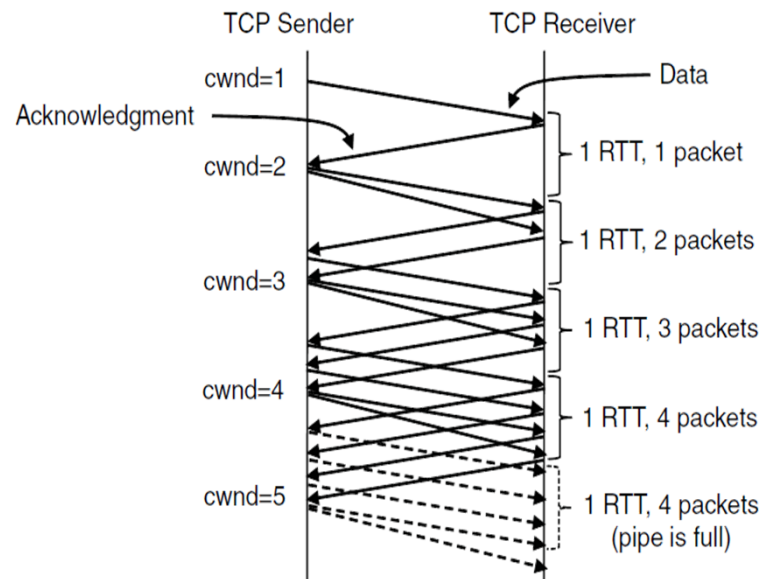 TCP Sender
TCP Receiver
cwnd=1
Data
Acknowledgment
1 RTT, 1 packet
cwnd=2
1 RTT, 2 packets
cwnd=3
1 RTT, 3 packets
cwnd=4
1 RTT, 4 packets
cwnd=5
1 RTT, 4 packets
(pipe is full)